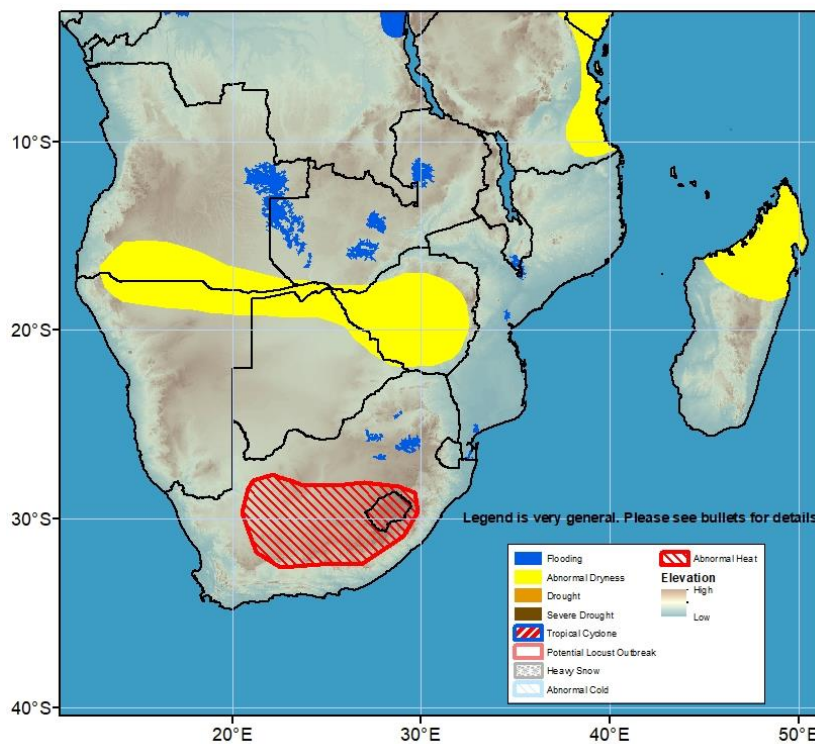 10°S
20°S
30°S
40°S
20°E
30°E
40°E
50°E
Legend is very general. Please see bullets for details
Flooding
Abnormal Dryness
Drought
Severe Drought
Tropical Cyclone
Potential Locust Outbreak
Heavy Snow
Abnormal Cold
Abnormal Heat
Elevation
High
Low